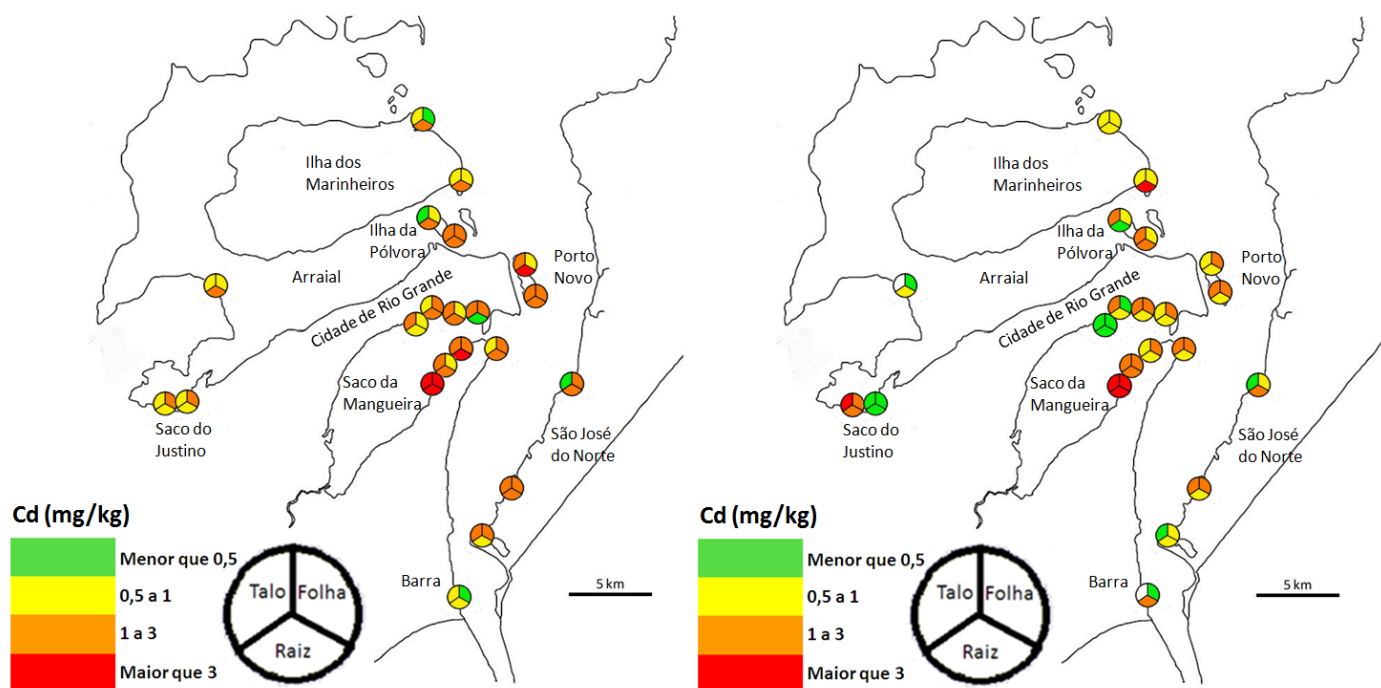 Ilha dos
Marinheiros
Ilha da
Pólvora
Arraial
Porto
Novo
Cidade de Rio Grande
Saco da
Mangueira
Saco do
Justino
São José
do Norte
Barra
5 km
Cd (mg/kg)
Menor que 0,5
0,5 a 1
1 a 3
Maior que 3
Talo
Folha
Raiz
Ilha dos
Marinheiros
Ilha da
Pólvora
Arraial
Porto
Novo
Cidade de Rio Grande
Saco da
Mangueira
Saco do
Justino
São José
do Norte
Barra
5 km
Cd (mg/kg)
Menor que 0,5
0,5 a 1
1 a 3
Maior que 3
Talo
Folha
Raiz